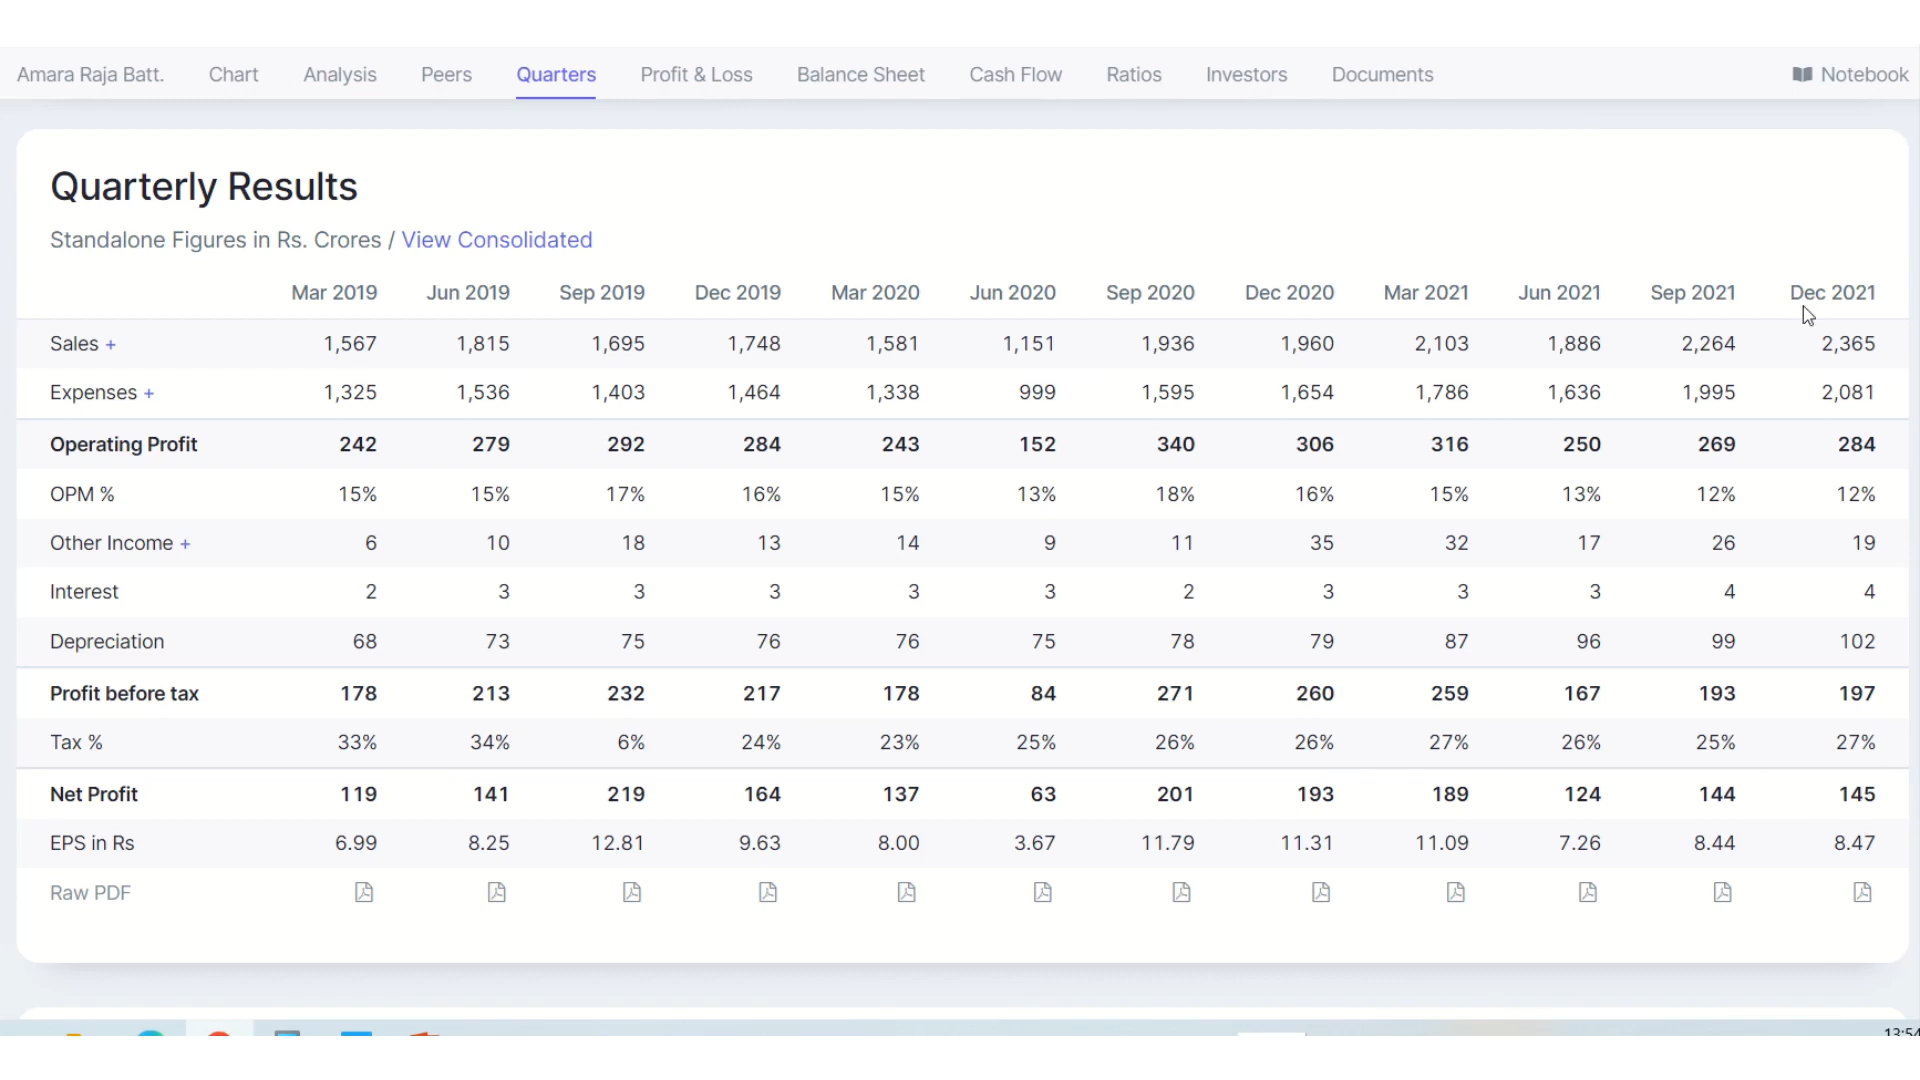 Amara Raja Batt. Chart Analysis Peers Quarters Profit & Loss Balance Sheet Cash Flow Ratios Investors Documents Notebook
Quarterly Results
Standalone Figures in Rs. Crores / View Consolidated
Mar 2019 Jun 2019 Sep 2019 Dec 2019 Mar 2020 Jun 2020 Sep 2020 Dec 2020 Mar 2021 Jun 2021 Sep 2021 Dec 2021
Sales + 1,567 1,815 1,695 1,748 1,581 1,151 1,936 1,960 2,103 1,886 2,264 2,365
Expenses + 1,325 1,536 1,403 1,464 1,338 999 1,595 1,654 1,786 1,636 1,995 2,081
Operating Profit 242 279 292 284 243 152 340 306 316 250 269 284
OPM % 15% 15% 17% 16% 15% 13% 18% 16% 15% 13% 12% 12%
Other Income + 6 10 18 13 14 9 11 35 32 17 26 19
Interest 2 3 3 3 3 3 2 3 3 3 4 4
Depreciation 68 73 75 76 76 75 78 79 87 96 99 102
Profit before tax 178 213 232 217 178 84 271 260 259 167 193 197
Tax % 33% 34% 6% 24% 23% 25% 26% 26% 27% 26% 25% 27%
Net Profit 119 141 219 164 137 63 201 193 189 124 144 145
EPS in Rs 6.99 8.25 12.81 9.63 8.00 3.67 11.79 11.31 11.09 7.26 8.44 8.47
Raw PDF
13:54